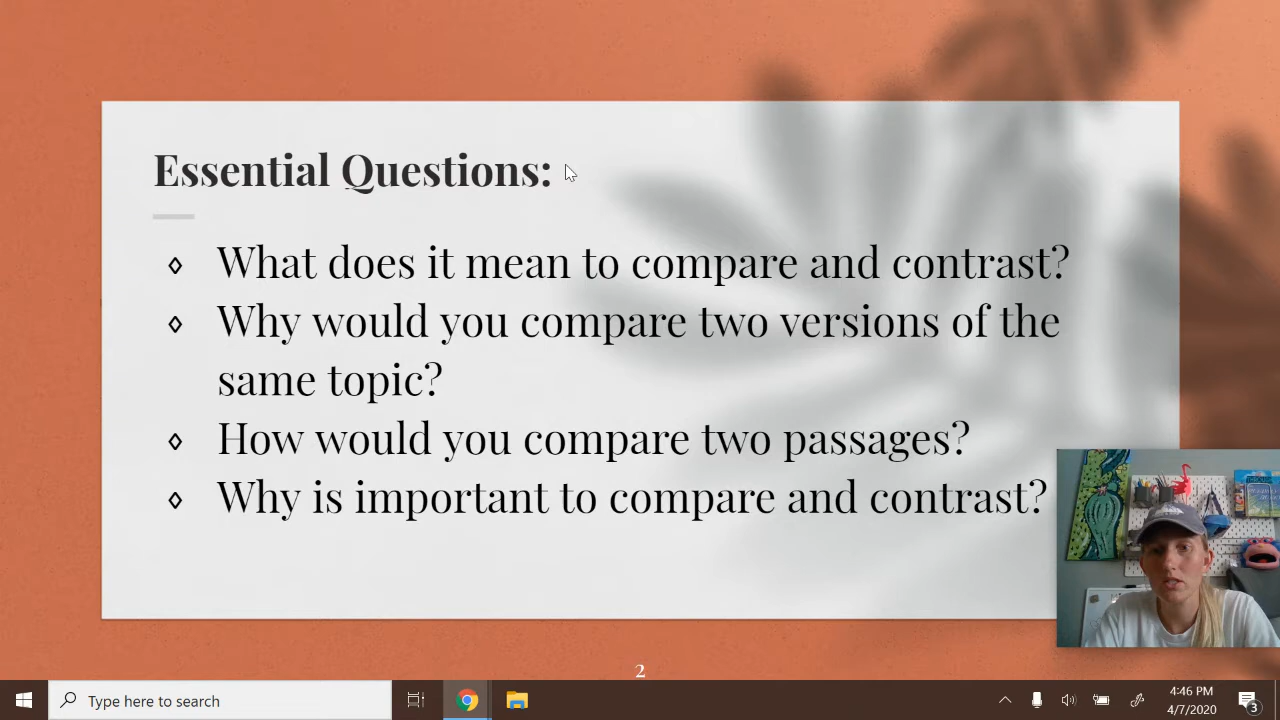 Essential Questions:
What does it mean to compare and contrast?
Why would you compare two versions of the
same topic?
How would you compare two passages?
Why is important to compare and contrast?
2
Type here to search
4:46 PM
4/7/2020
3